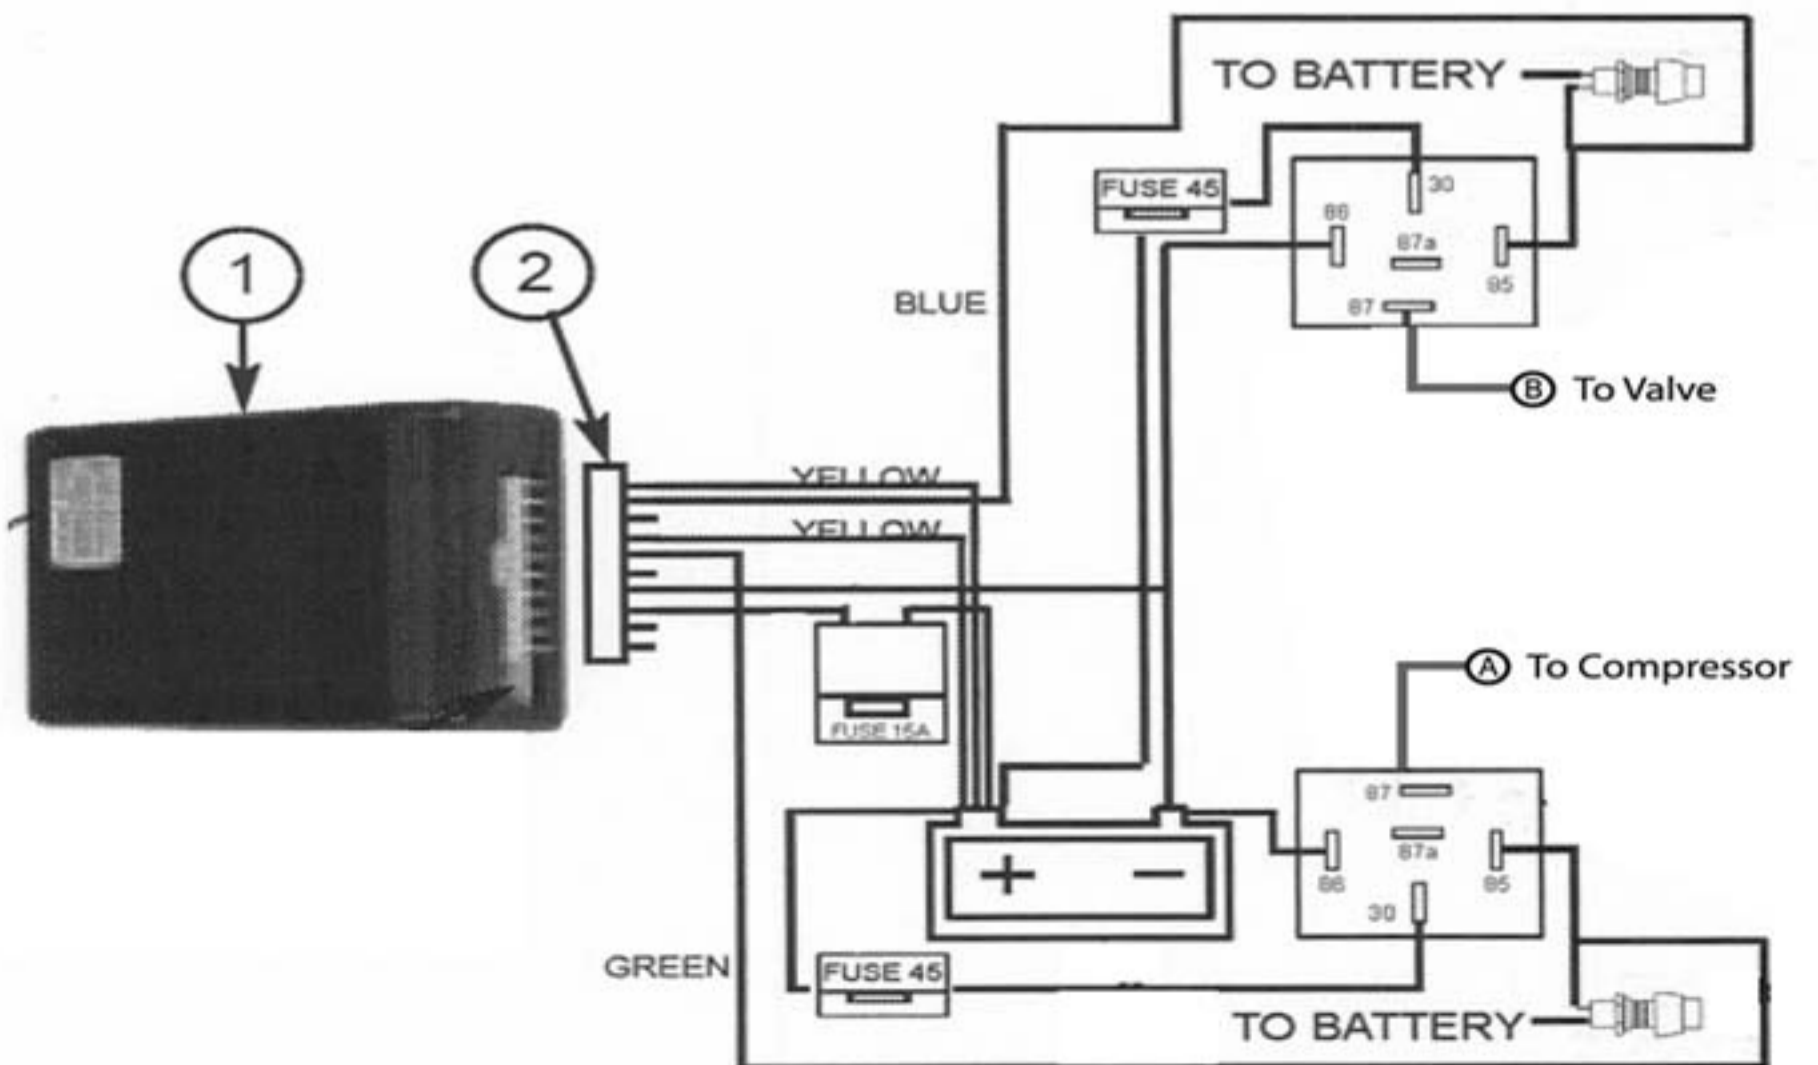 TO BATTERY
FUSE 45
30
86
87a
85
87
1
2
BLUE
B To Valve
YELLOW
YELLOW
A To Compressor
FUSE 15A
87
87a
86
85
30
+ −
GREEN
FUSE 45
TO BATTERY